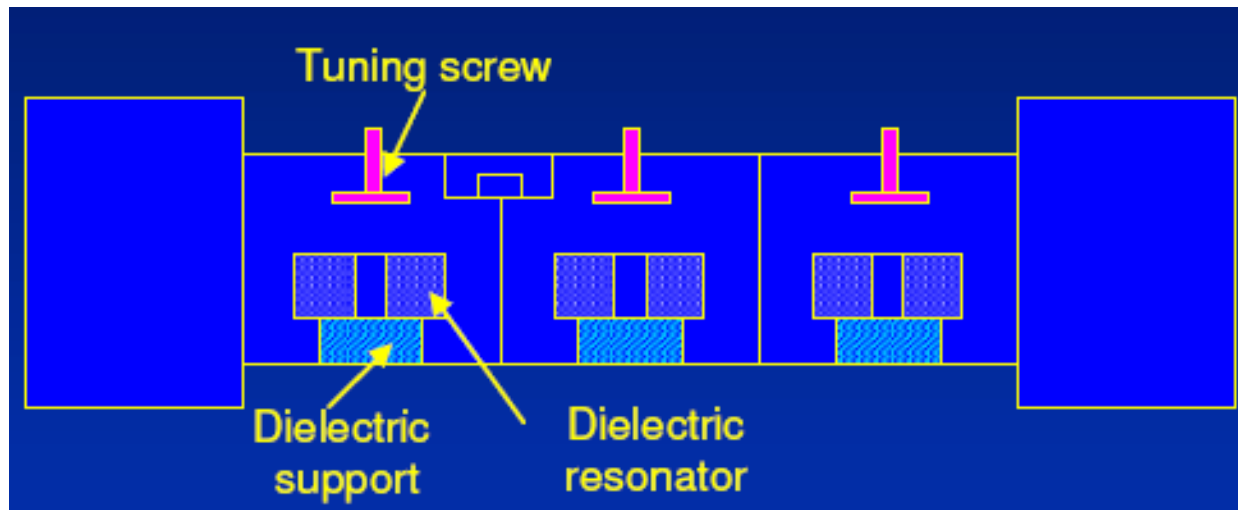 Tuning screw
Dielectric
support
Dielectric
resonator